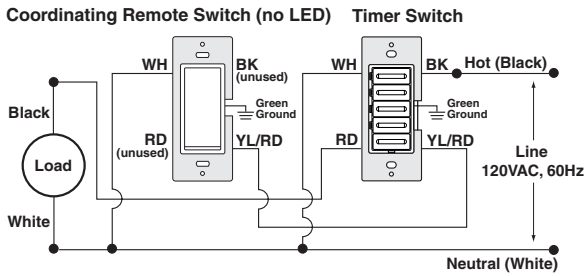 Coordinating Remote Switch (no LED)
Timer Switch
WH
BK
(unused)
Green
Ground
RD
(unused)
YL/RD
WH
BK
Hot (Black)
Green
Ground
RD
YL/RD
Black
Load
White
Line
120VAC, 60Hz
Neutral (White)